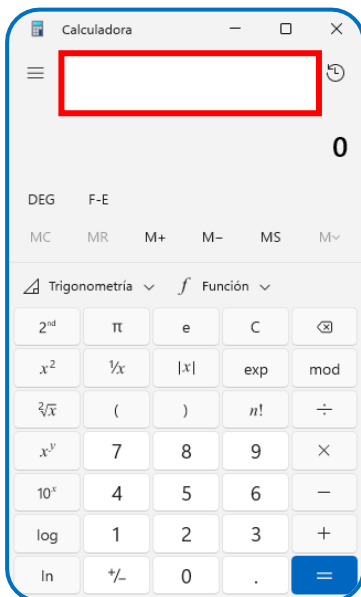 Calculadora
0
DEG F-E
MC MR M+ M− MS M˅
Trigonometría f Función
2ⁿᵈ π e C
x² ¹/x |x| exp mod
²√x ( ) n! ÷
xʸ 7 8 9 ×
10ˣ 4 5 6 −
log 1 2 3 +
ln +/− 0 . =